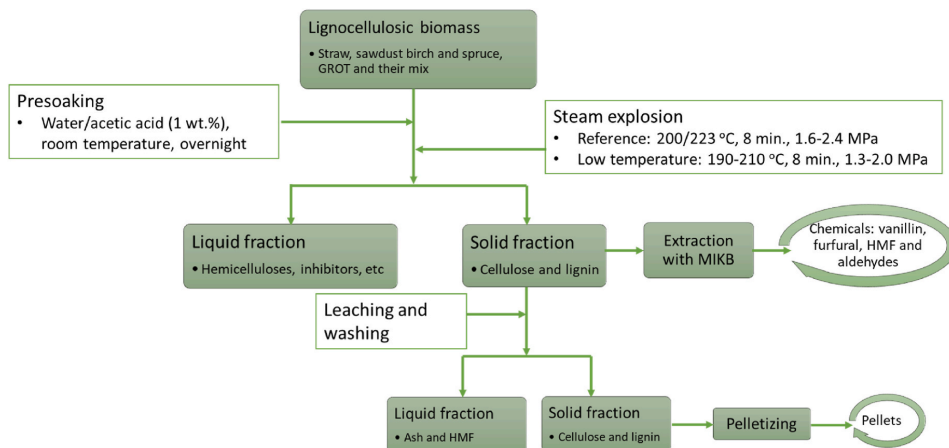 Lignocellulosic biomass
• Straw, sawdust birch and spruce,
GROT and their mix
Presoaking
• Water/acetic acid (1 wt.%),
room temperature, overnight
Steam explosion
• Reference: 200/223 °C, 8 min., 1.6-2.4 MPa
• Low temperature: 190-210 °C, 8 min., 1.3-2.0 MPa
Liquid fraction
• Hemicelluloses, inhibitors, etc
Solid fraction
• Cellulose and lignin
Extraction
with MIKB
Chemicals: vanillin,
furfural, HMF and
aldehydes
Leaching and
washing
Liquid fraction
• Ash and HMF
Solid fraction
• Cellulose and lignin
Pelletizing
Pellets